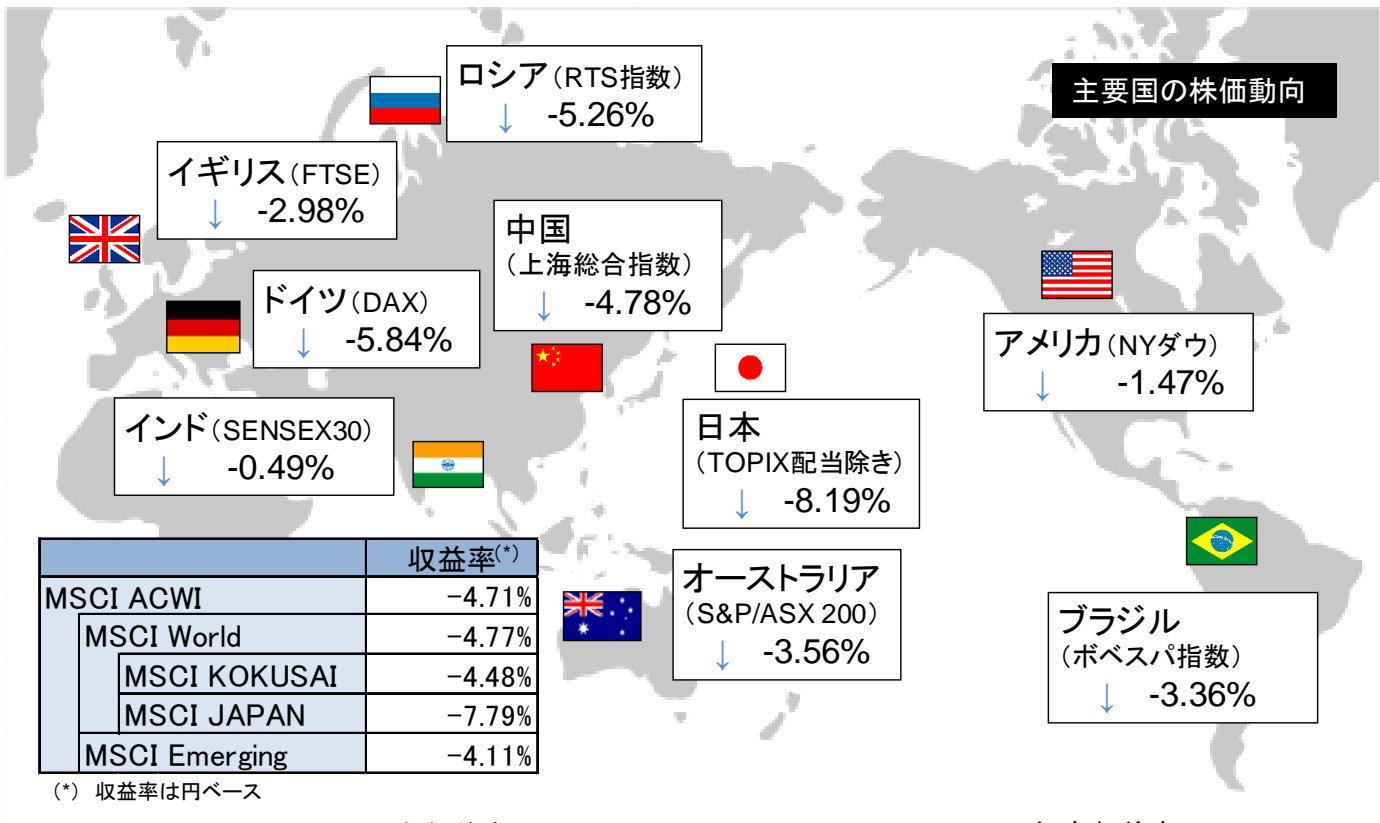 主要国の株価動向
ロシア(RTS指数)
↓ -5.26%
イギリス(FTSE)
↓ -2.98%
中国
(上海総合指数)
↓ -4.78%
ドイツ(DAX)
↓ -5.84%
アメリカ(NYダウ)
↓ -1.47%
インド(SENSEX30)
↓ -0.49%
日本
(TOPIX配当除き)
↓ -8.19%
オーストラリア
(S&P/ASX 200)
↓ -3.56%
ブラジル
(ボベスパ指数)
↓ -3.36%
収益率(*)
MSCI ACWI -4.71%
MSCI World -4.77%
MSCI KOKUSAI -4.48%
MSCI JAPAN -7.79%
MSCI Emerging -4.11%
(*) 収益率は円ベース